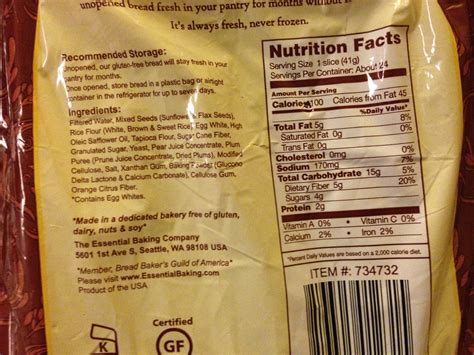 unopened bread fresh in your pantry for months without
It's always fresh, never frozen.
Recommended Storage:
Unopened, our gluten-free bread will stay fresh in your
pantry for months.
Once opened, store bread in a plastic bag or airtight
container in the refrigerator for up to seven days.
Ingredients:
Filtered Water, Mixed Seeds (Sunflower & Flax Seeds),
Rice Flour (White, Brown & Sweet Rice), Egg White, High
Oleic Safflower Oil, Tapioca Flour, Sugar Cane Fiber,
Granulated Sugar, Yeast, Pear Juice Concentrate, Plum
Puree (Prune Juice Concentrate, Dried Plums), Modified
Cellulose, Salt, Xanthan Gum, Baking Powder (Glucono
Delta Lactone & Calcium Carbonate), Cellulose Gum,
Orange Citrus Fiber.
*Contains Egg Whites.
"Made in a dedicated bakery free of gluten,
dairy, nuts & soy"
The Essential Baking Company
5601 1st Ave S, Seattle, WA 98108 USA
"Member, Bread Baker's Guild of America"
Please visit www.EssentialBaking.com
Product of the USA
K
Certified
GF
Nutrition Facts
Serving Size 1 slice (41g)
Servings Per Container: About 24
Amount Per Serving
Calories 100 Calories from Fat 45
%Daily Value*
Total Fat 5g 8%
Saturated Fat 0g 0%
Trans Fat 0g
Cholesterol 0mg 0%
Sodium 170mg 7%
Total Carbohydrate 15g 5%
Dietary Fiber 5g 20%
Sugars 4g
Protein 2g
Vitamin A 0% • Vitamin C 0%
Calcium 2% • Iron 2%
*Percent Daily Values are based on a 2,000 calorie diet.
ITEM #: 734732